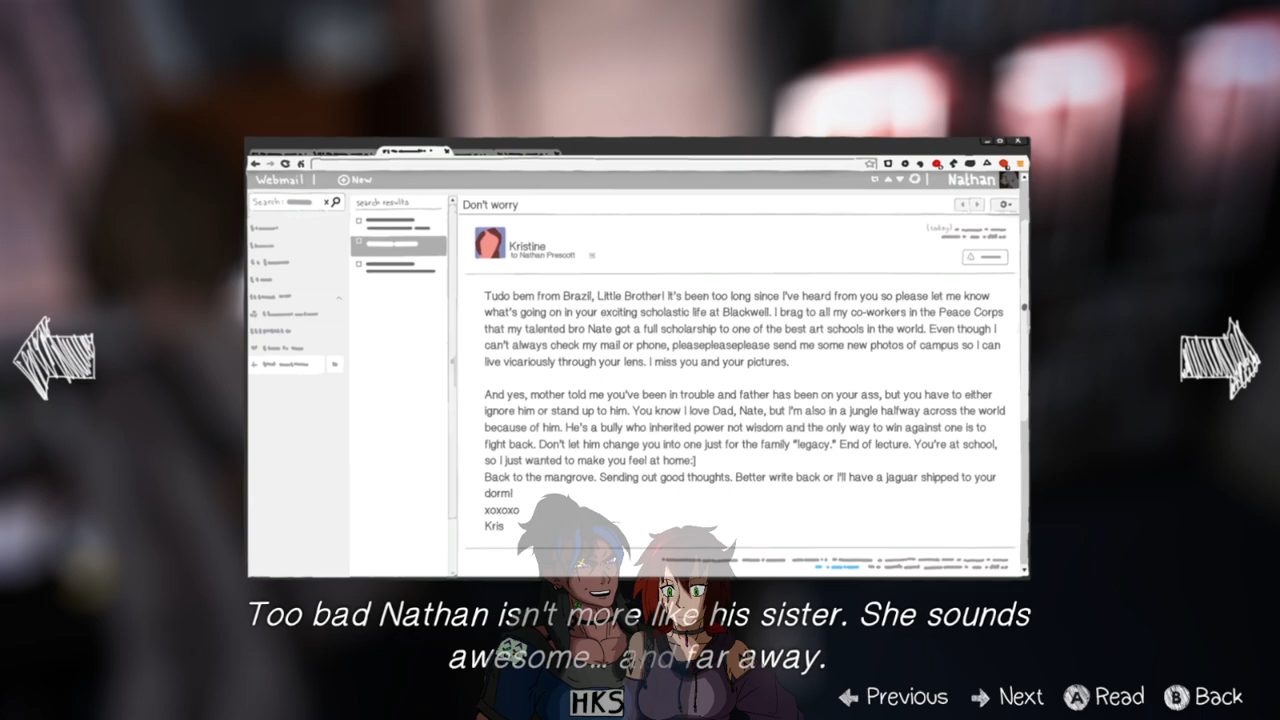 Webmail |
New
Nathan
Search:
search results
Don't worry
Kristine
to Nathan Prescott
(today)
Tudo bem from Brazil, Little Brother! It's been too long since I've heard from you so please let me know
what's going on in your exciting scholastic life at Blackwell. I brag to all my co-workers in the Peace Corps
that my talented bro Nate got a full scholarship to one of the best art schools in the world. Even though I
can't always check my mail or phone, pleasepleaseplease send me some new photos of campus so I can
live vicariously through your lens. I miss you and your pictures.
And yes, mother told me you've been in trouble and father has been on your ass, but you have to either
ignore him or stand up to him. You know I love Dad, Nate, but I'm also in a jungle halfway across the world
because of him. He's a bully who inherited power not wisdom and the only way to win against one is to
fight back. Don't let him change you into one just for the family "legacy." End of lecture. You're at school,
so I just wanted to make you feel at home:]
Back to the mangrove. Sending out good thoughts. Better write back or I'll have a jaguar shipped to your
dorm!
xoxoxo
Kris
Too bad Nathan isn't more like his sister. She sounds
awesome... and far away.
HKS
Previous
Next
A Read
B Back